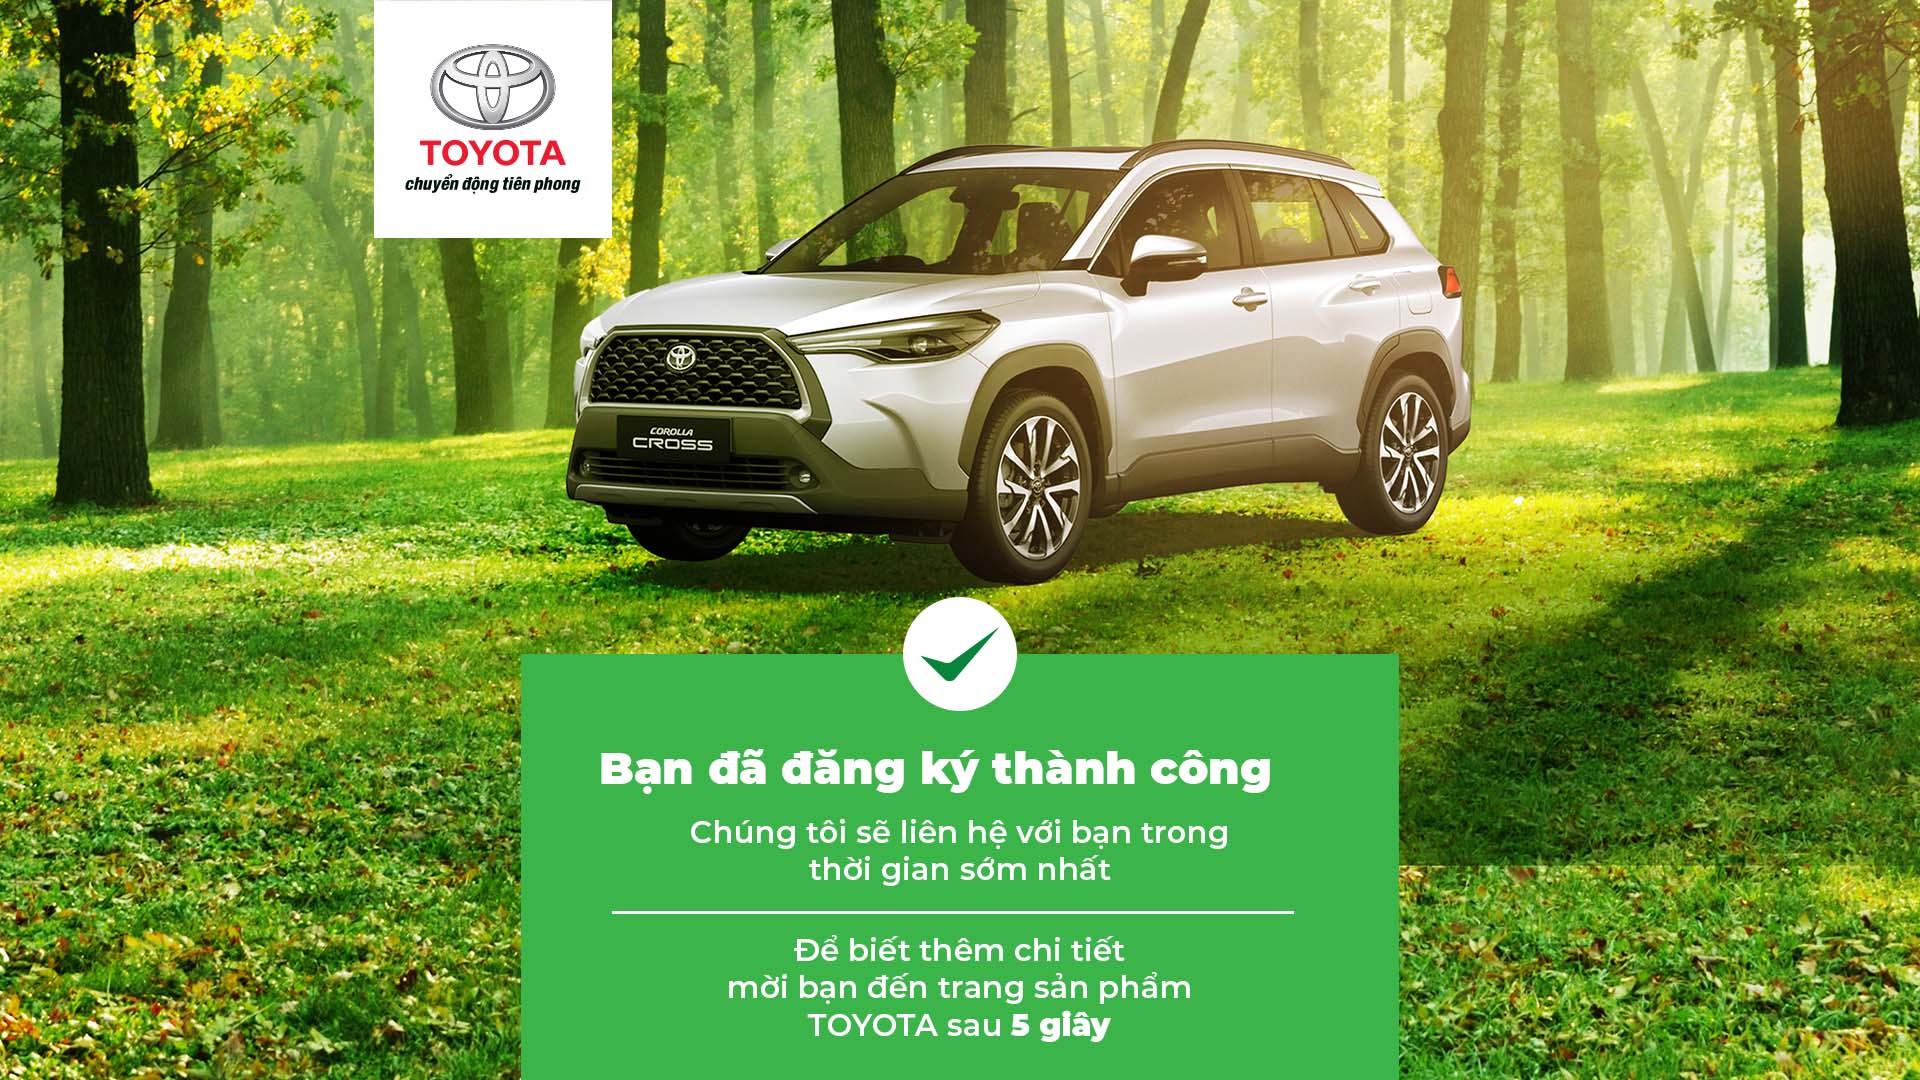 TOYOTA
chuyển động tiên phong
COROLLA
CROSS
Bạn đã đăng ký thành công
Chúng tôi sẽ liên hệ với bạn trong
thời gian sớm nhất
Để biết thêm chi tiết
mời bạn đến trang sản phẩm
TOYOTA sau 5 giây